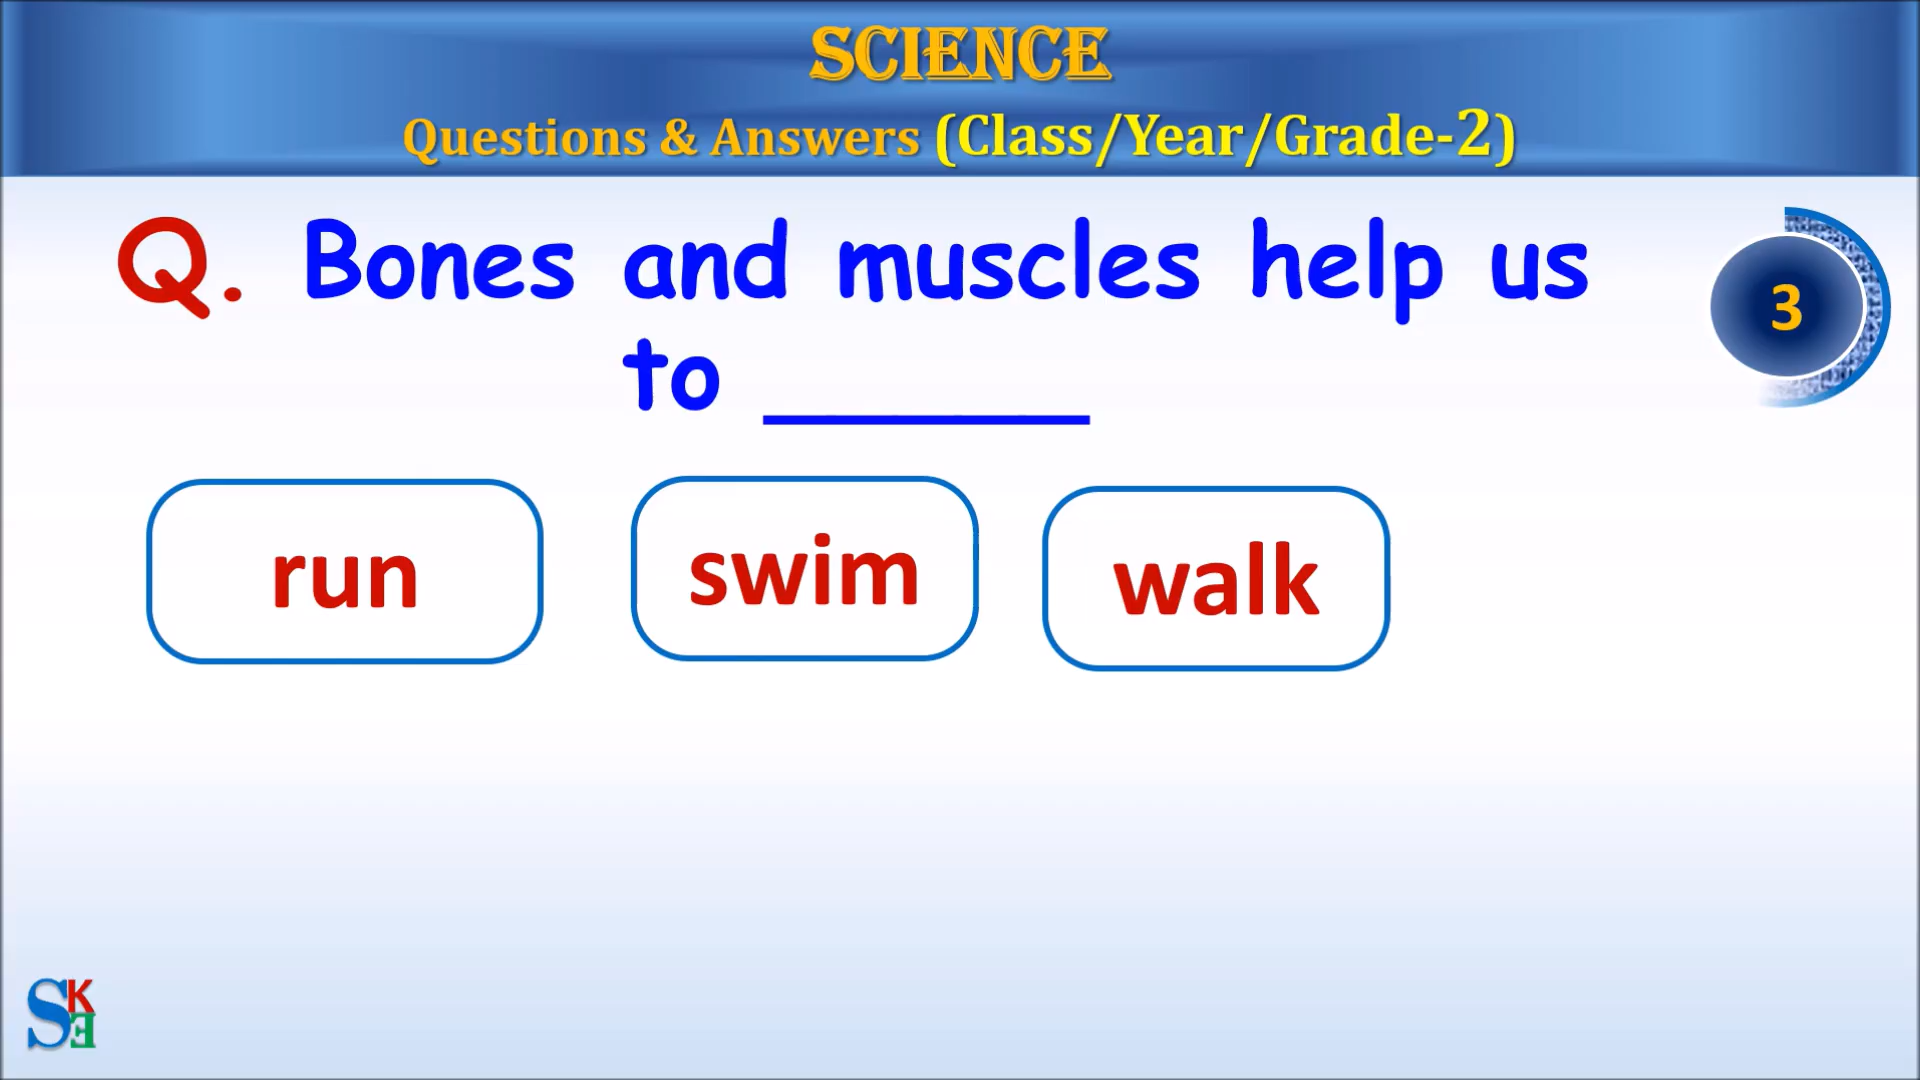 SCIENCE
Questions & Answers (Class/Year/Grade-2)
Q. Bones and muscles help us
to ______
3
run
swim
walk
SKE